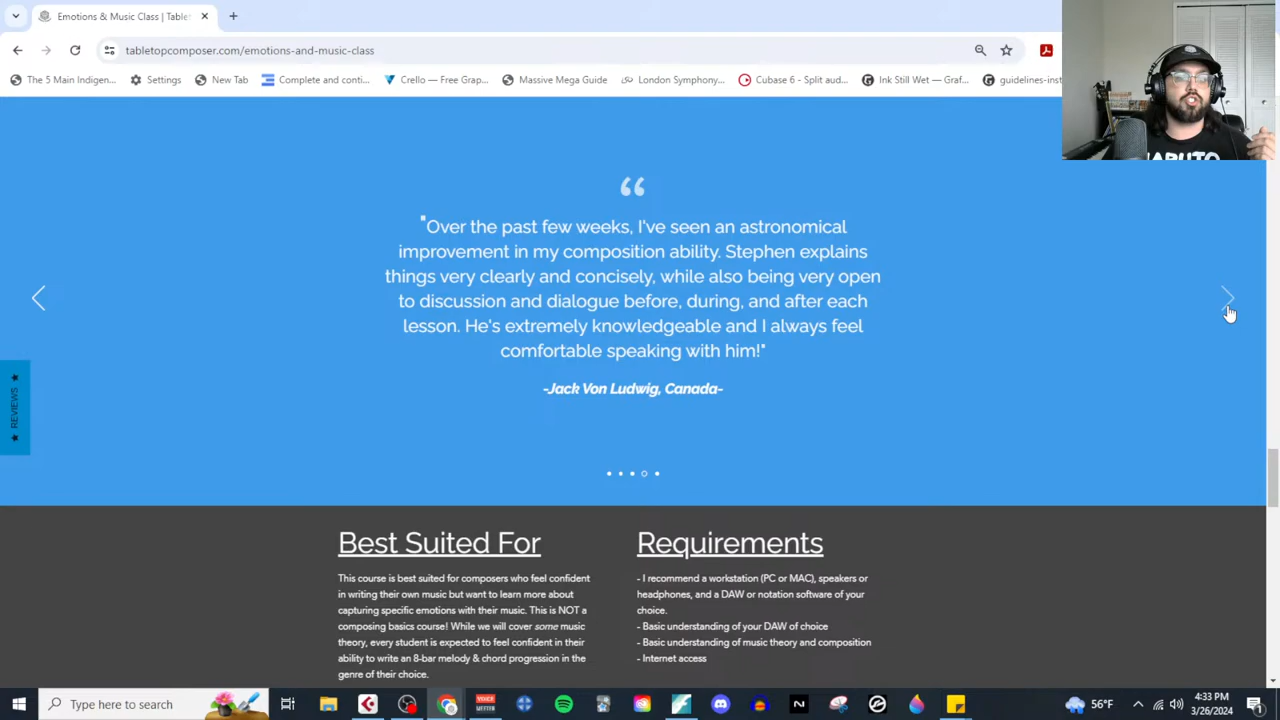 Emotions & Music Class | Tablet
tabletopcomposer.com/emotions-and-music-class
The 5 Main Indigen... Settings New Tab Complete and conti... Crello — Free Grap... Massive Mega Guide London Symphony... Cubase 6 - Split aud... Ink Still Wet — Graf... guidelines-inst
NARUTO
“
"Over the past few weeks, I've seen an astronomical
improvement in my composition ability. Stephen explains
things very clearly and concisely, while also being very open
to discussion and dialogue before, during, and after each
lesson. He's extremely knowledgeable and I always feel
comfortable speaking with him!"
-Jack Von Ludwig, Canada-
★ REVIEWS ★
Best Suited For
This course is best suited for composers who feel confident
in writing their own music but want to learn more about
capturing specific emotions with their music. This is NOT a
composing basics course! While we will cover some music
theory, every student is expected to feel confident in their
ability to write an 8-bar melody & chord progression in the
genre of their choice.
Requirements
- I recommend a workstation (PC or MAC), speakers or
headphones, and a DAW or notation software of your
choice.
- Basic understanding of your DAW of choice
- Basic understanding of music theory and composition
- Internet access
Type here to search
VOICE
METER
56°F
4:33 PM
3/26/2024
1